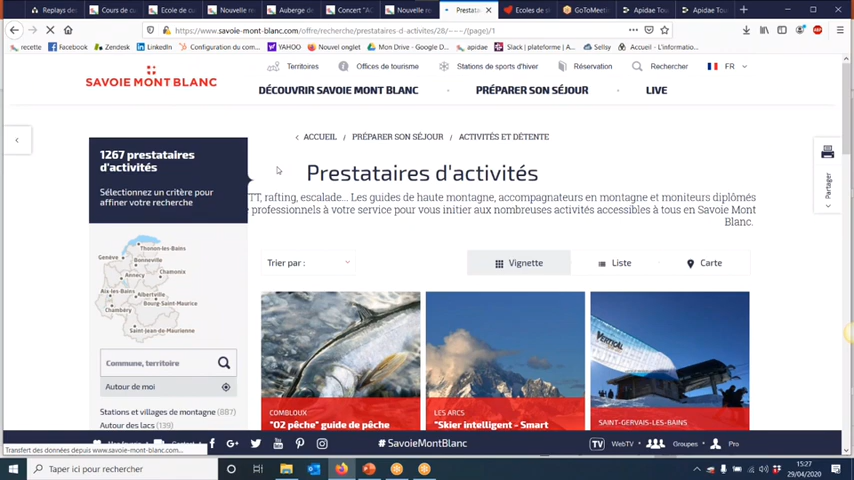 Replays des
Cours de cu
Ecole de cu
Nouvelle re
Auberge de
Concert "AC
Nouvelle re
Prestata
Ecoles de s
GoToMeeti
Apidae Tou
Apidae Tou
https://www.savoie-mont-blanc.com/offre/recherche/prestataires-d-activites/28/~~~~/(page)/1
recette
Facebook
Zendesk
LinkedIn
Configuration du com...
YAHOO
Nouvel onglet
Mon Drive - Google D...
apidae
Slack | plateforme d...
Accueil - L'informatio...
SAVOIE MONT BLANC
Territoires
Offices de tourisme
Stations de sports d'hiver
Réservation
Rechercher
FR
DÉCOUVRIR SAVOIE MONT BLANC
PRÉPARER SON SÉJOUR
LIVE
1267 prestataires
d'activités
Sélectionnez un critère pour
affiner votre recherche
ACCUEIL / PRÉPARER SON SÉJOUR / ACTIVITÉS ET DÉTENTE
Prestataires d'activités
TT, rafting, escalade... Les guides de haute montagne, accompagnateurs en montagne et moniteurs diplômés
professionnels à votre service pour vous initier aux nombreuses activités accessibles à tous en Savoie Mont
Blanc.
Partager
Trier par :
Vignette
Liste
Carte
Thonon-les-Bains
Genève
Bonneville
Annecy
Chamonix
Aix-les-Bains
Albertville
Bourg-Saint-Maurice
Chambéry
Saint-Jean-de-Maurienne
Commune, territoire
Autour de moi
Stations et villages de montagne (887)
Autour des lacs (139)
VERTICAL
COMBLOUX
"O2 pêche" guide de pêche
LES ARCS
"Skier intelligent - Smart
SAINT-GERVAIS-LES-BAINS
#SavoieMontBlanc
TV WebTV
Groupes
Pro
Transfert des données depuis www.savoie-mont-blanc.com...
Taper ici pour rechercher
15:27
29/04/2020